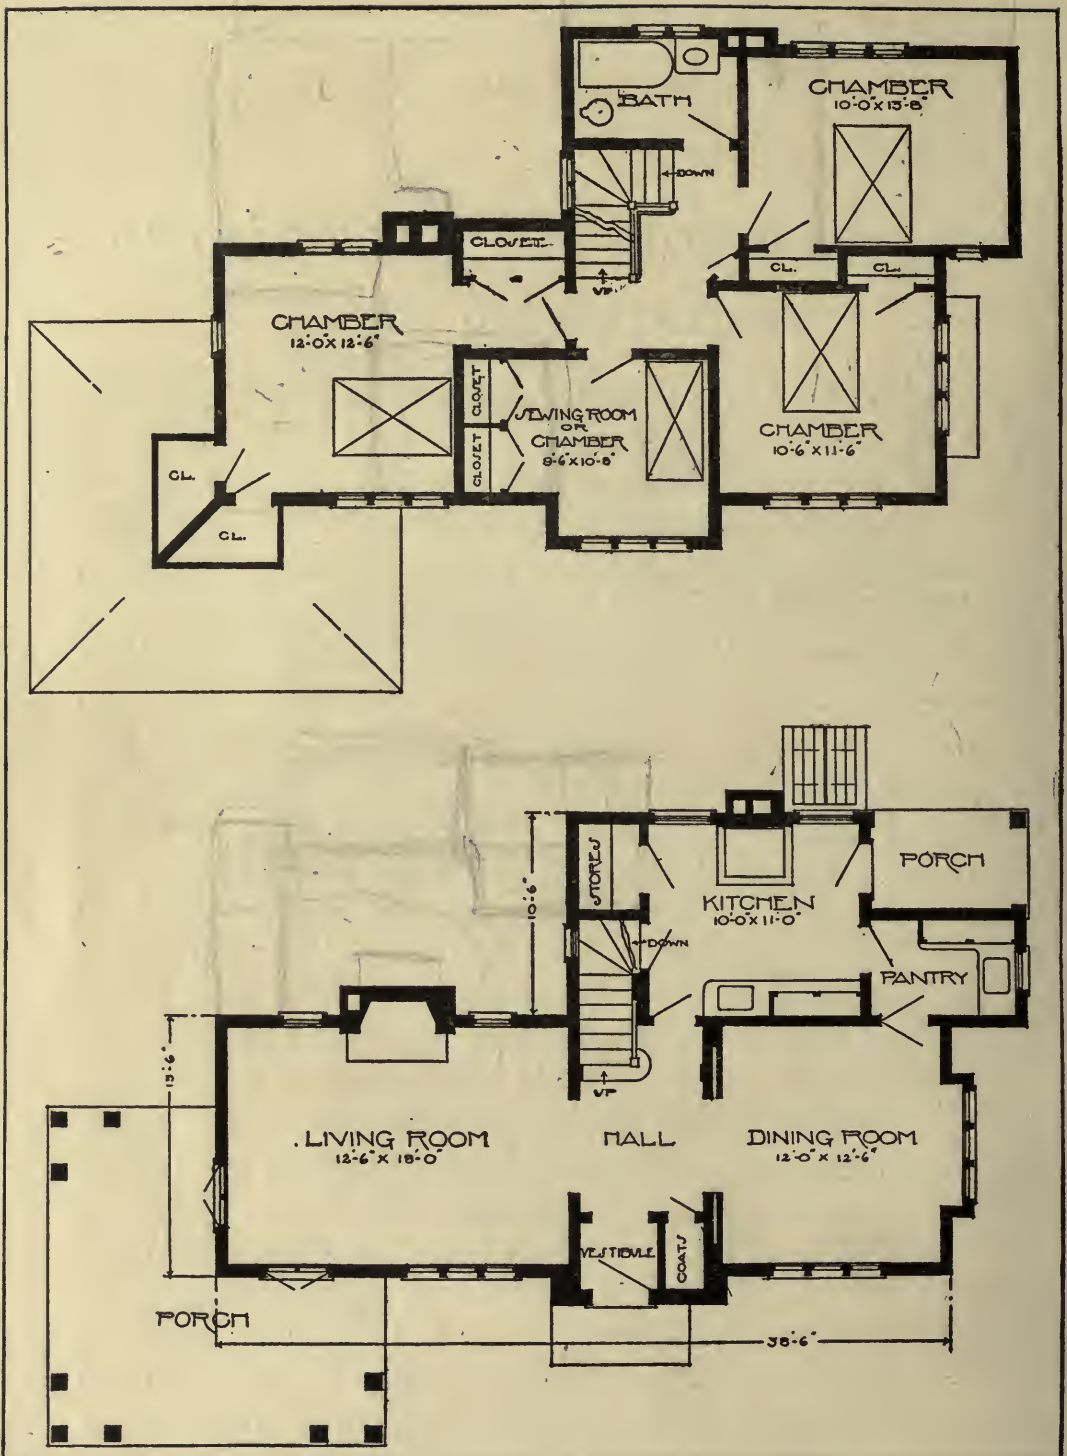 CHAMBER
10'-0" X 13'-8"
BATH
DOWN
CLOSET
CL.
CL.
UP
CHAMBER
12'-0" X 12'-6"
CLOSET
SEWING ROOM
OR
CHAMBER
8'-6" X 10'-8"
CLOSET
CHAMBER
10'-6" X 11'-6"
CL.
CL.
10'-6"
STORES
KITCHEN
10'-0" X 11'-0"
PORCH
DOWN
PANTRY
13'-6"
UP
LIVING ROOM
12'-6" X 18'-0"
HALL
DINING ROOM
12'-0" X 12'-6"
VESTIBULE
COATS
PORCH
38'-6"